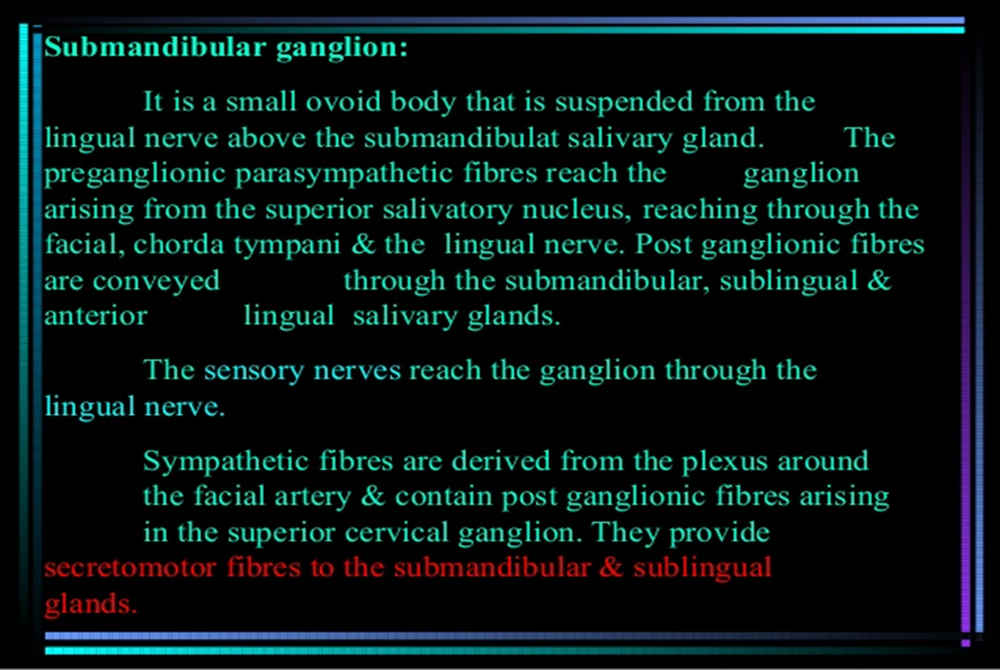 Submandibular ganglion:
It is a small ovoid body that is suspended from the
lingual nerve above the submandibulat salivary gland. The
preganglionic parasympathetic fibres reach the ganglion
arising from the superior salivatory nucleus, reaching through the
facial, chorda tympani & the lingual nerve. Post ganglionic fibres
are conveyed through the submandibular, sublingual &
anterior lingual salivary glands.
The sensory nerves reach the ganglion through the
lingual nerve.
Sympathetic fibres are derived from the plexus around
the facial artery & contain post ganglionic fibres arising
in the superior cervical ganglion. They provide
secretomotor fibres to the submandibular & sublingual
glands.